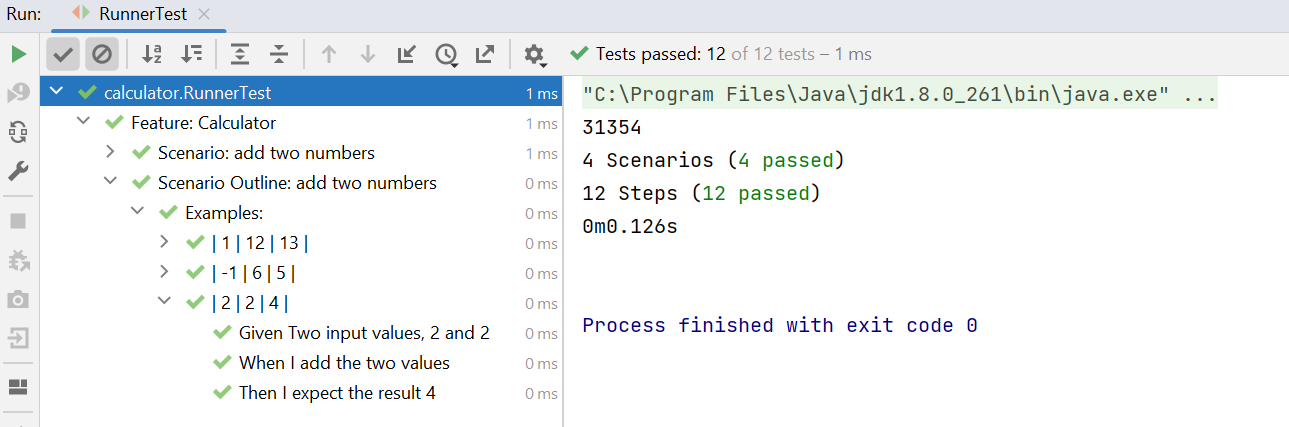 Run: RunnerTest
Tests passed: 12 of 12 tests – 1 ms
calculator.RunnerTest 1 ms
Feature: Calculator 1 ms
Scenario: add two numbers 1 ms
Scenario Outline: add two numbers 0 ms
Examples: 0 ms
| 1 | 12 | 13 | 0 ms
| -1 | 6 | 5 | 0 ms
| 2 | 2 | 4 | 0 ms
Given Two input values, 2 and 2 0 ms
When I add the two values 0 ms
Then I expect the result 4 0 ms
"C:\Program Files\Java\jdk1.8.0_261\bin\java.exe" ...
31354
4 Scenarios (4 passed)
12 Steps (12 passed)
0m0.126s
Process finished with exit code 0